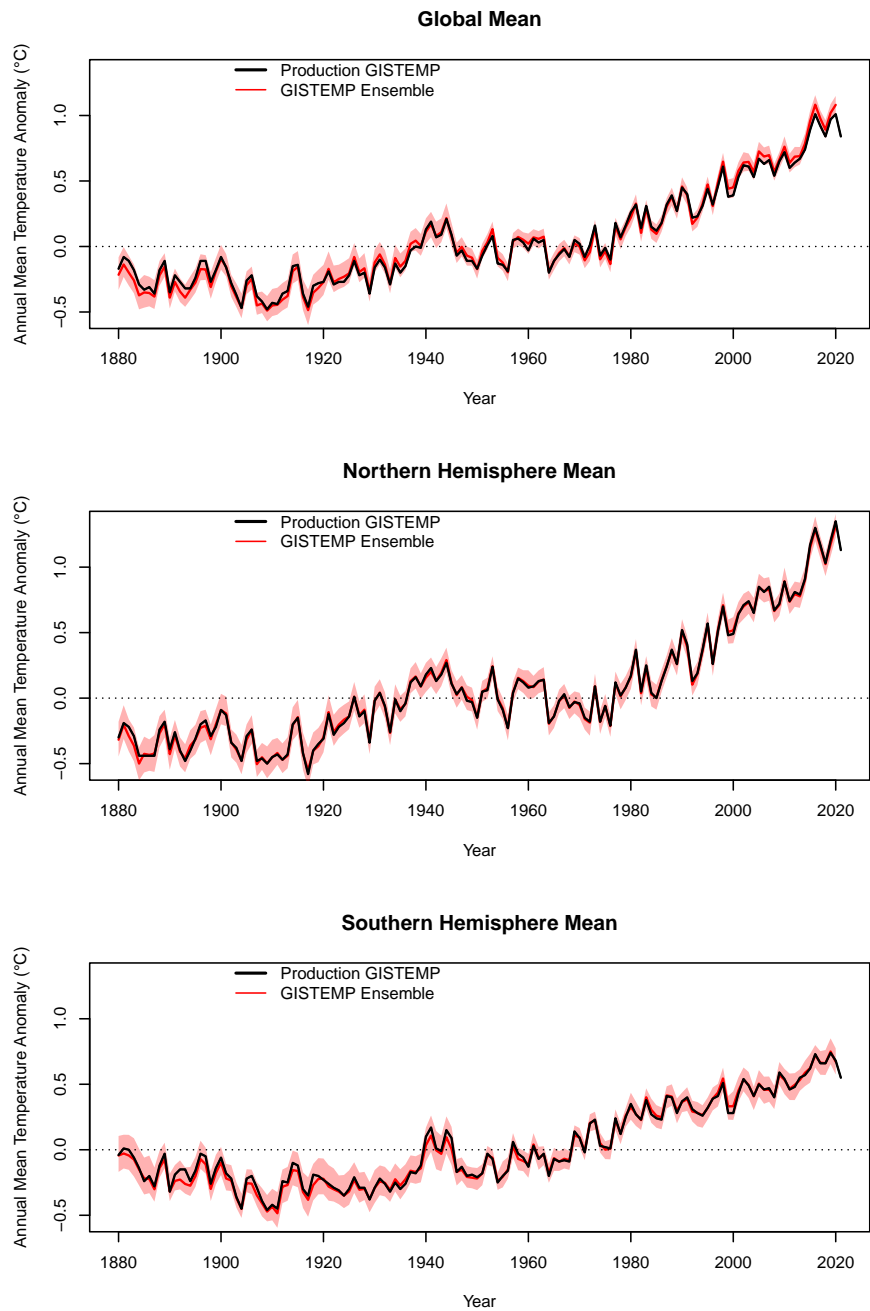 Global Mean
Annual Mean Temperature Anomaly (°C)
Production GISTEMP
GISTEMP Ensemble
1.0
0.5
0.0
−0.5
1880 1900 1920 1940 1960 1980 2000 2020
Year
Northern Hemisphere Mean
Annual Mean Temperature Anomaly (°C)
Production GISTEMP
GISTEMP Ensemble
1.0
0.5
0.0
−0.5
1880 1900 1920 1940 1960 1980 2000 2020
Year
Southern Hemisphere Mean
Annual Mean Temperature Anomaly (°C)
Production GISTEMP
GISTEMP Ensemble
1.0
0.5
0.0
−0.5
1880 1900 1920 1940 1960 1980 2000 2020
Year